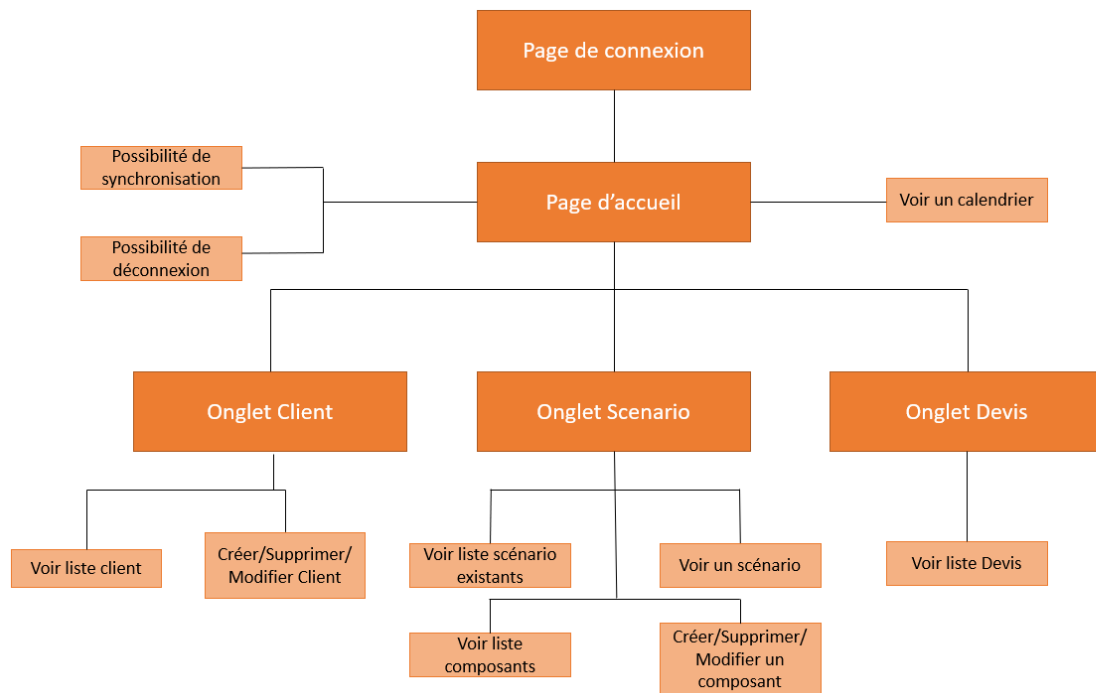 Page de connexion
Possibilité de
synchronisation
Page d’accueil
Voir un calendrier
Possibilité de
déconnexion
Onglet Client
Onglet Scenario
Onglet Devis
Voir liste client
Créer/Supprimer/
Modifier Client
Voir liste scénario
existants
Voir un scénario
Voir liste Devis
Voir liste
composants
Créer/Supprimer/
Modifier un
composant